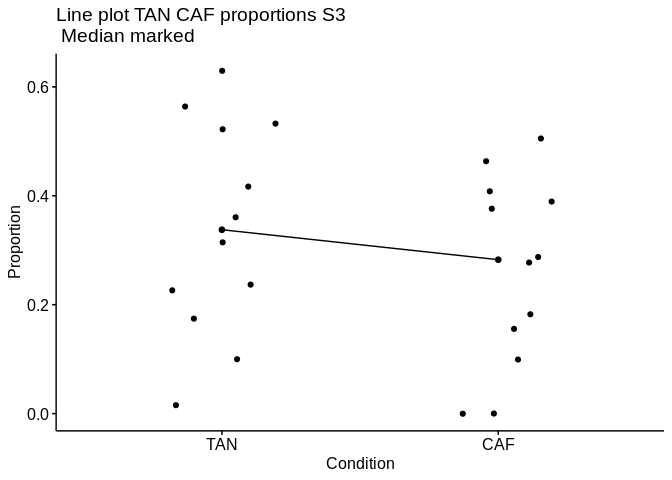 Line plot TAN CAF proportions S3
Median marked
0.6
0.4
0.2
0.0
Proportion
TAN CAF
Condition